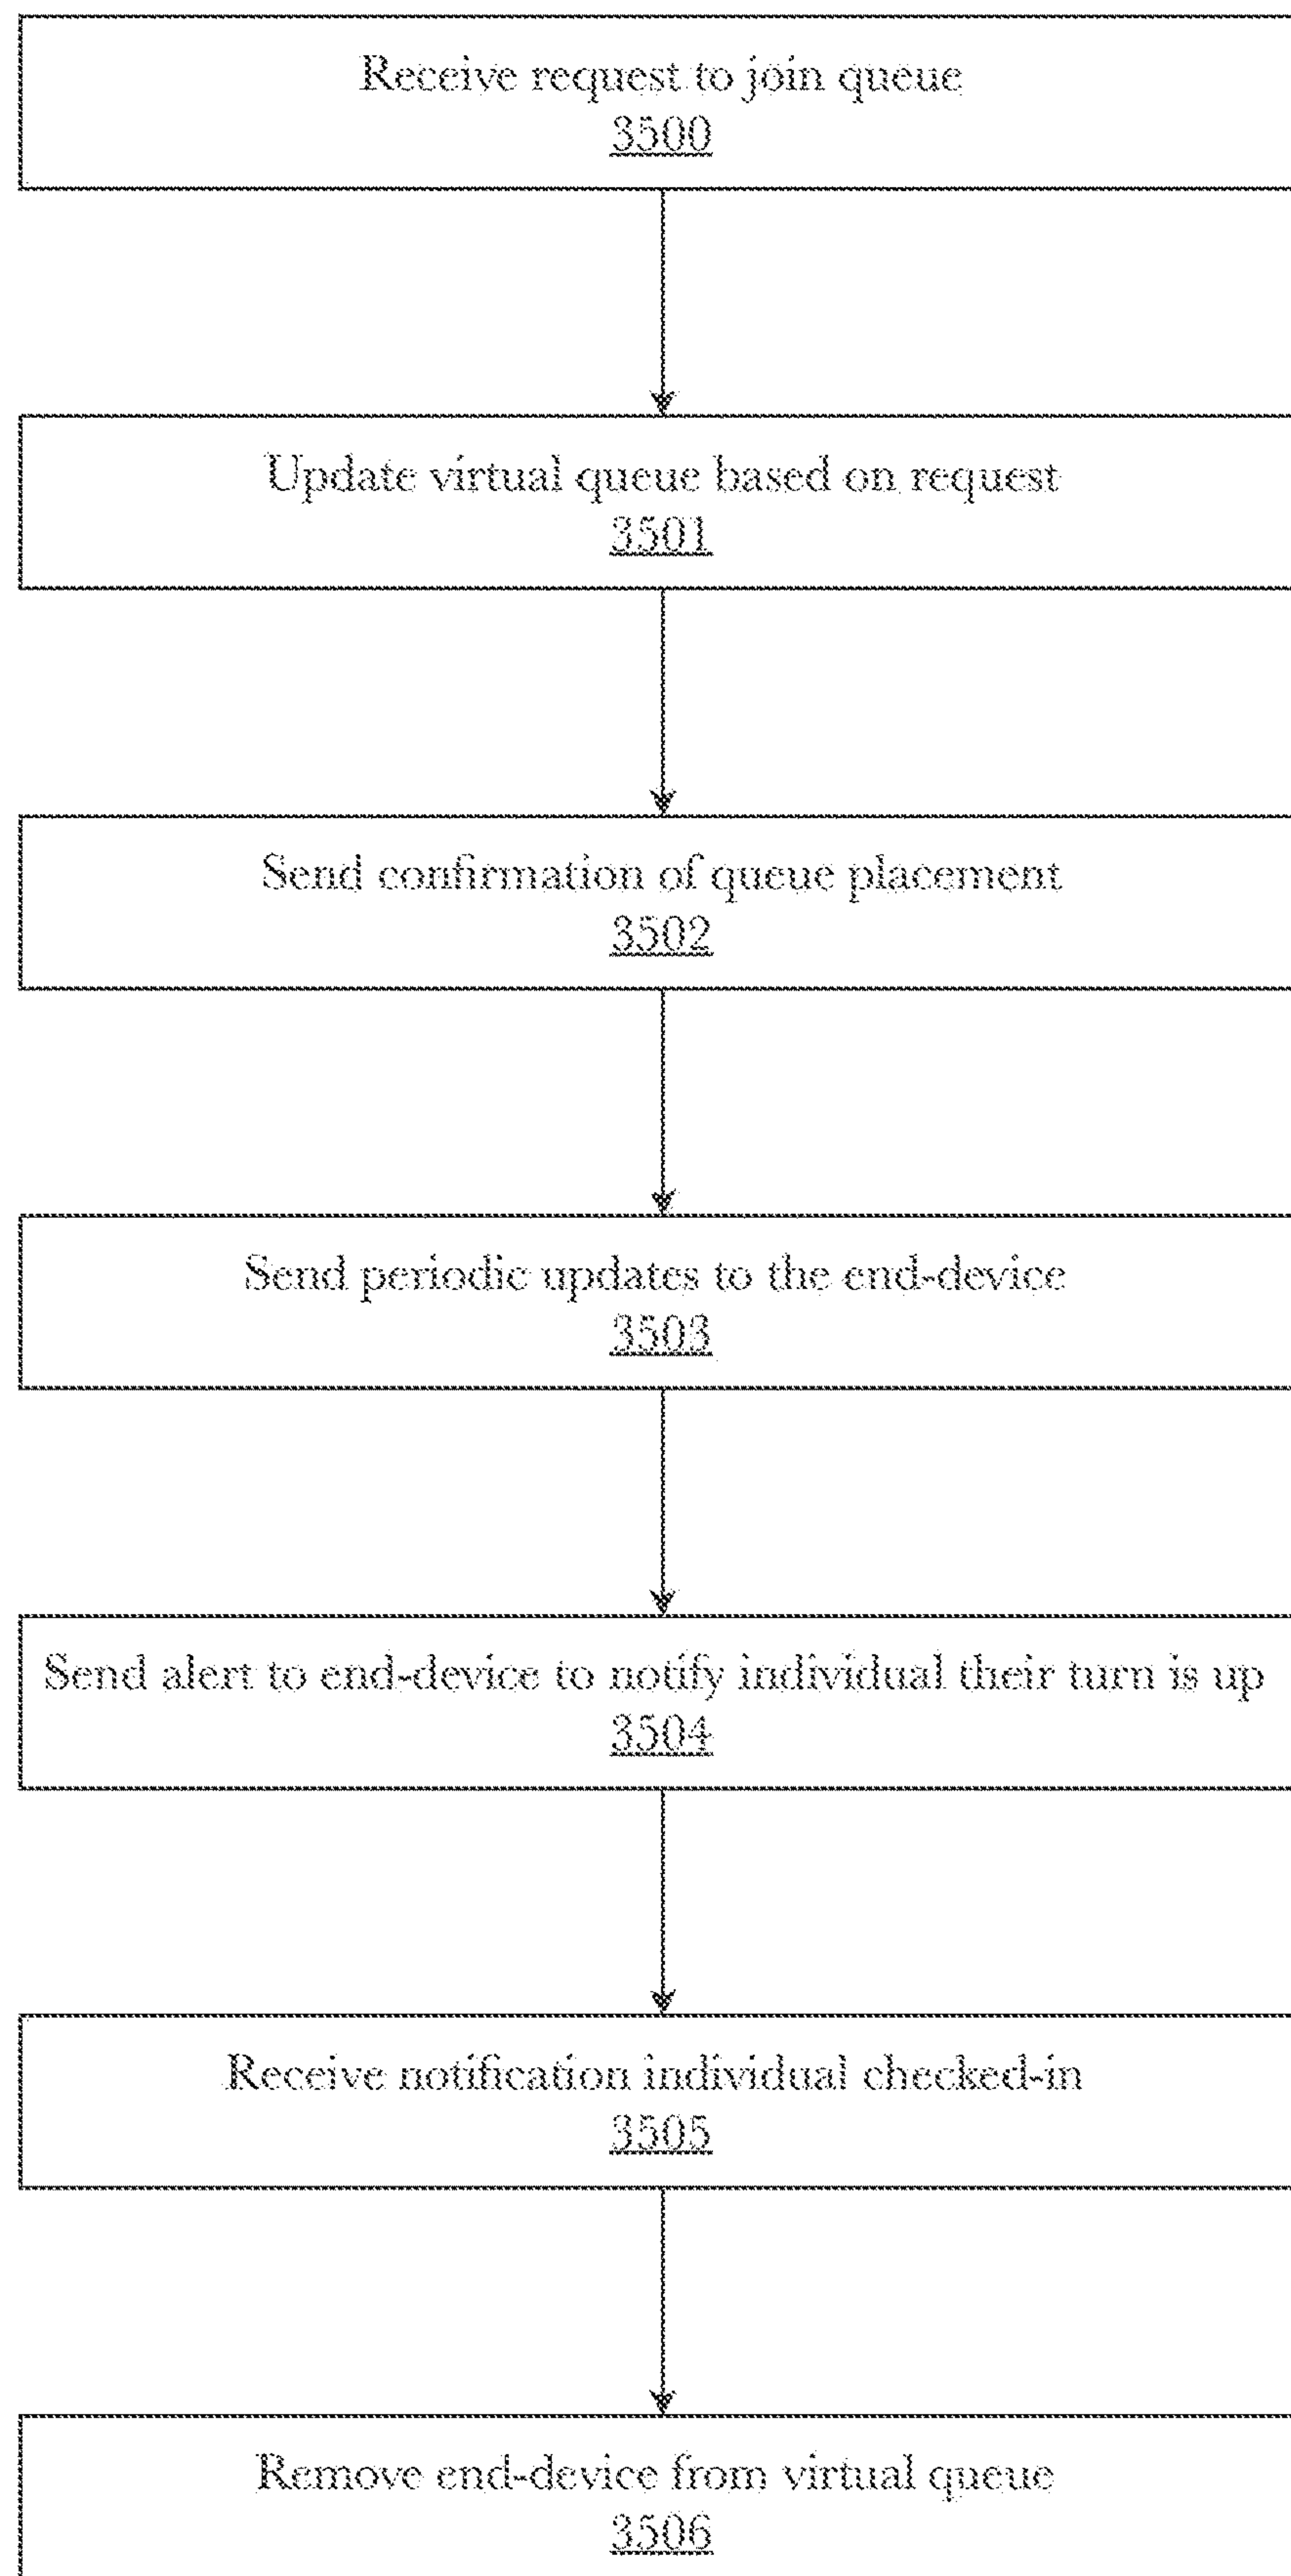 Receive request to join queue
3500
Update virtual queue based on request
3501
Send confirmation of queue placement
3502
Send periodic updates to the end-device
3503
Send alert to end-device to notify individual their turn is up
3504
Receive notification individual checked-in
3505
Remove end-device from virtual queue
3506